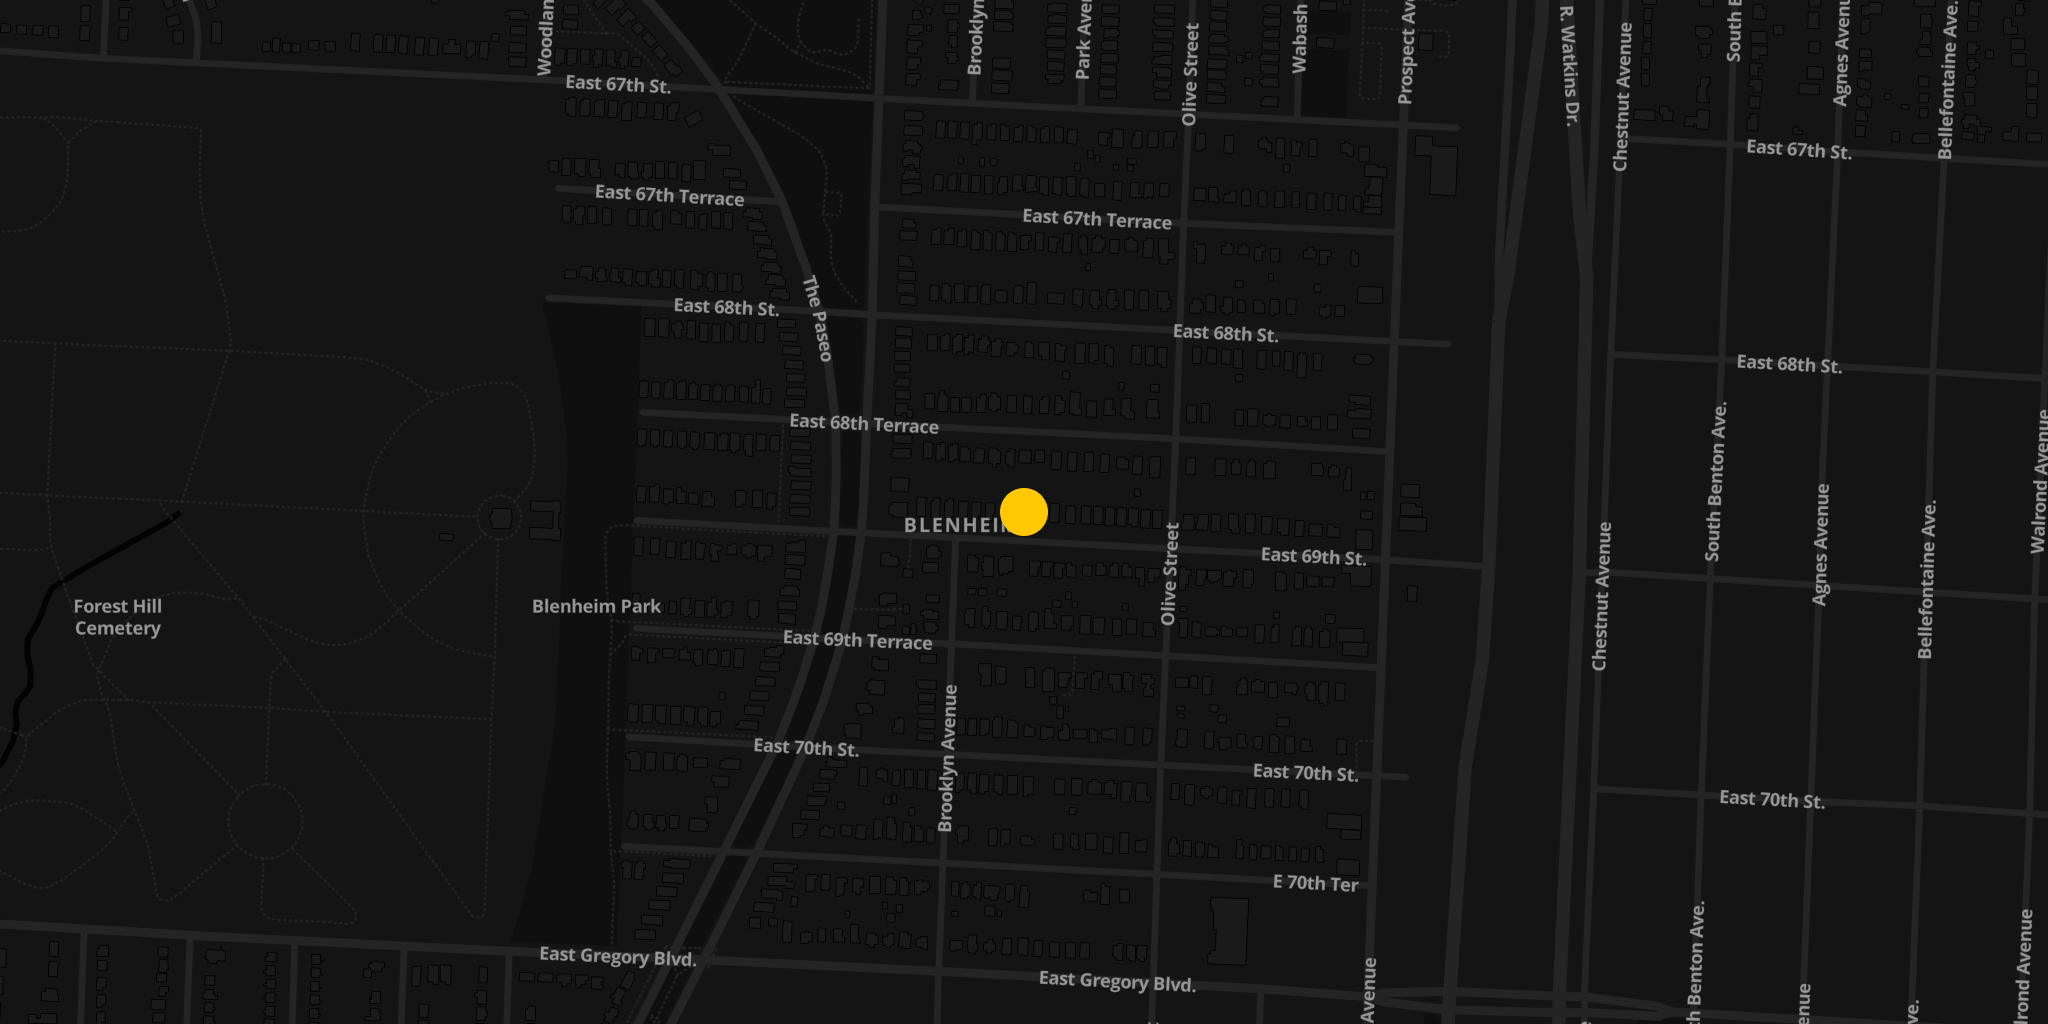 Woodlan
Brooklyn
Park Aven
Olive Street
Wabash
Prospect Av
R. Watkins Dr.
Chestnut Avenue
South B
Agnes Avenu
Bellefontaine Ave.
East 67th St.
East 67th St.
East 67th Terrace
East 67th Terrace
The Paseo
East 68th St.
East 68th St.
East 68th St.
East 68th Terrace
South Benton Ave.
Walrond Avenue
BLENHEI
Olive Street
East 69th St.
Chestnut Avenue
Agnes Avenue
Bellefontaine Ave.
Forest Hill
Cemetery
Blenheim Park
East 69th Terrace
Brooklyn Avenue
East 70th St.
East 70th St.
East 70th St.
E 70th Ter
East Gregory Blvd.
East Gregory Blvd.
Avenue
th Benton Ave.
enue
ve.
lrond Avenue